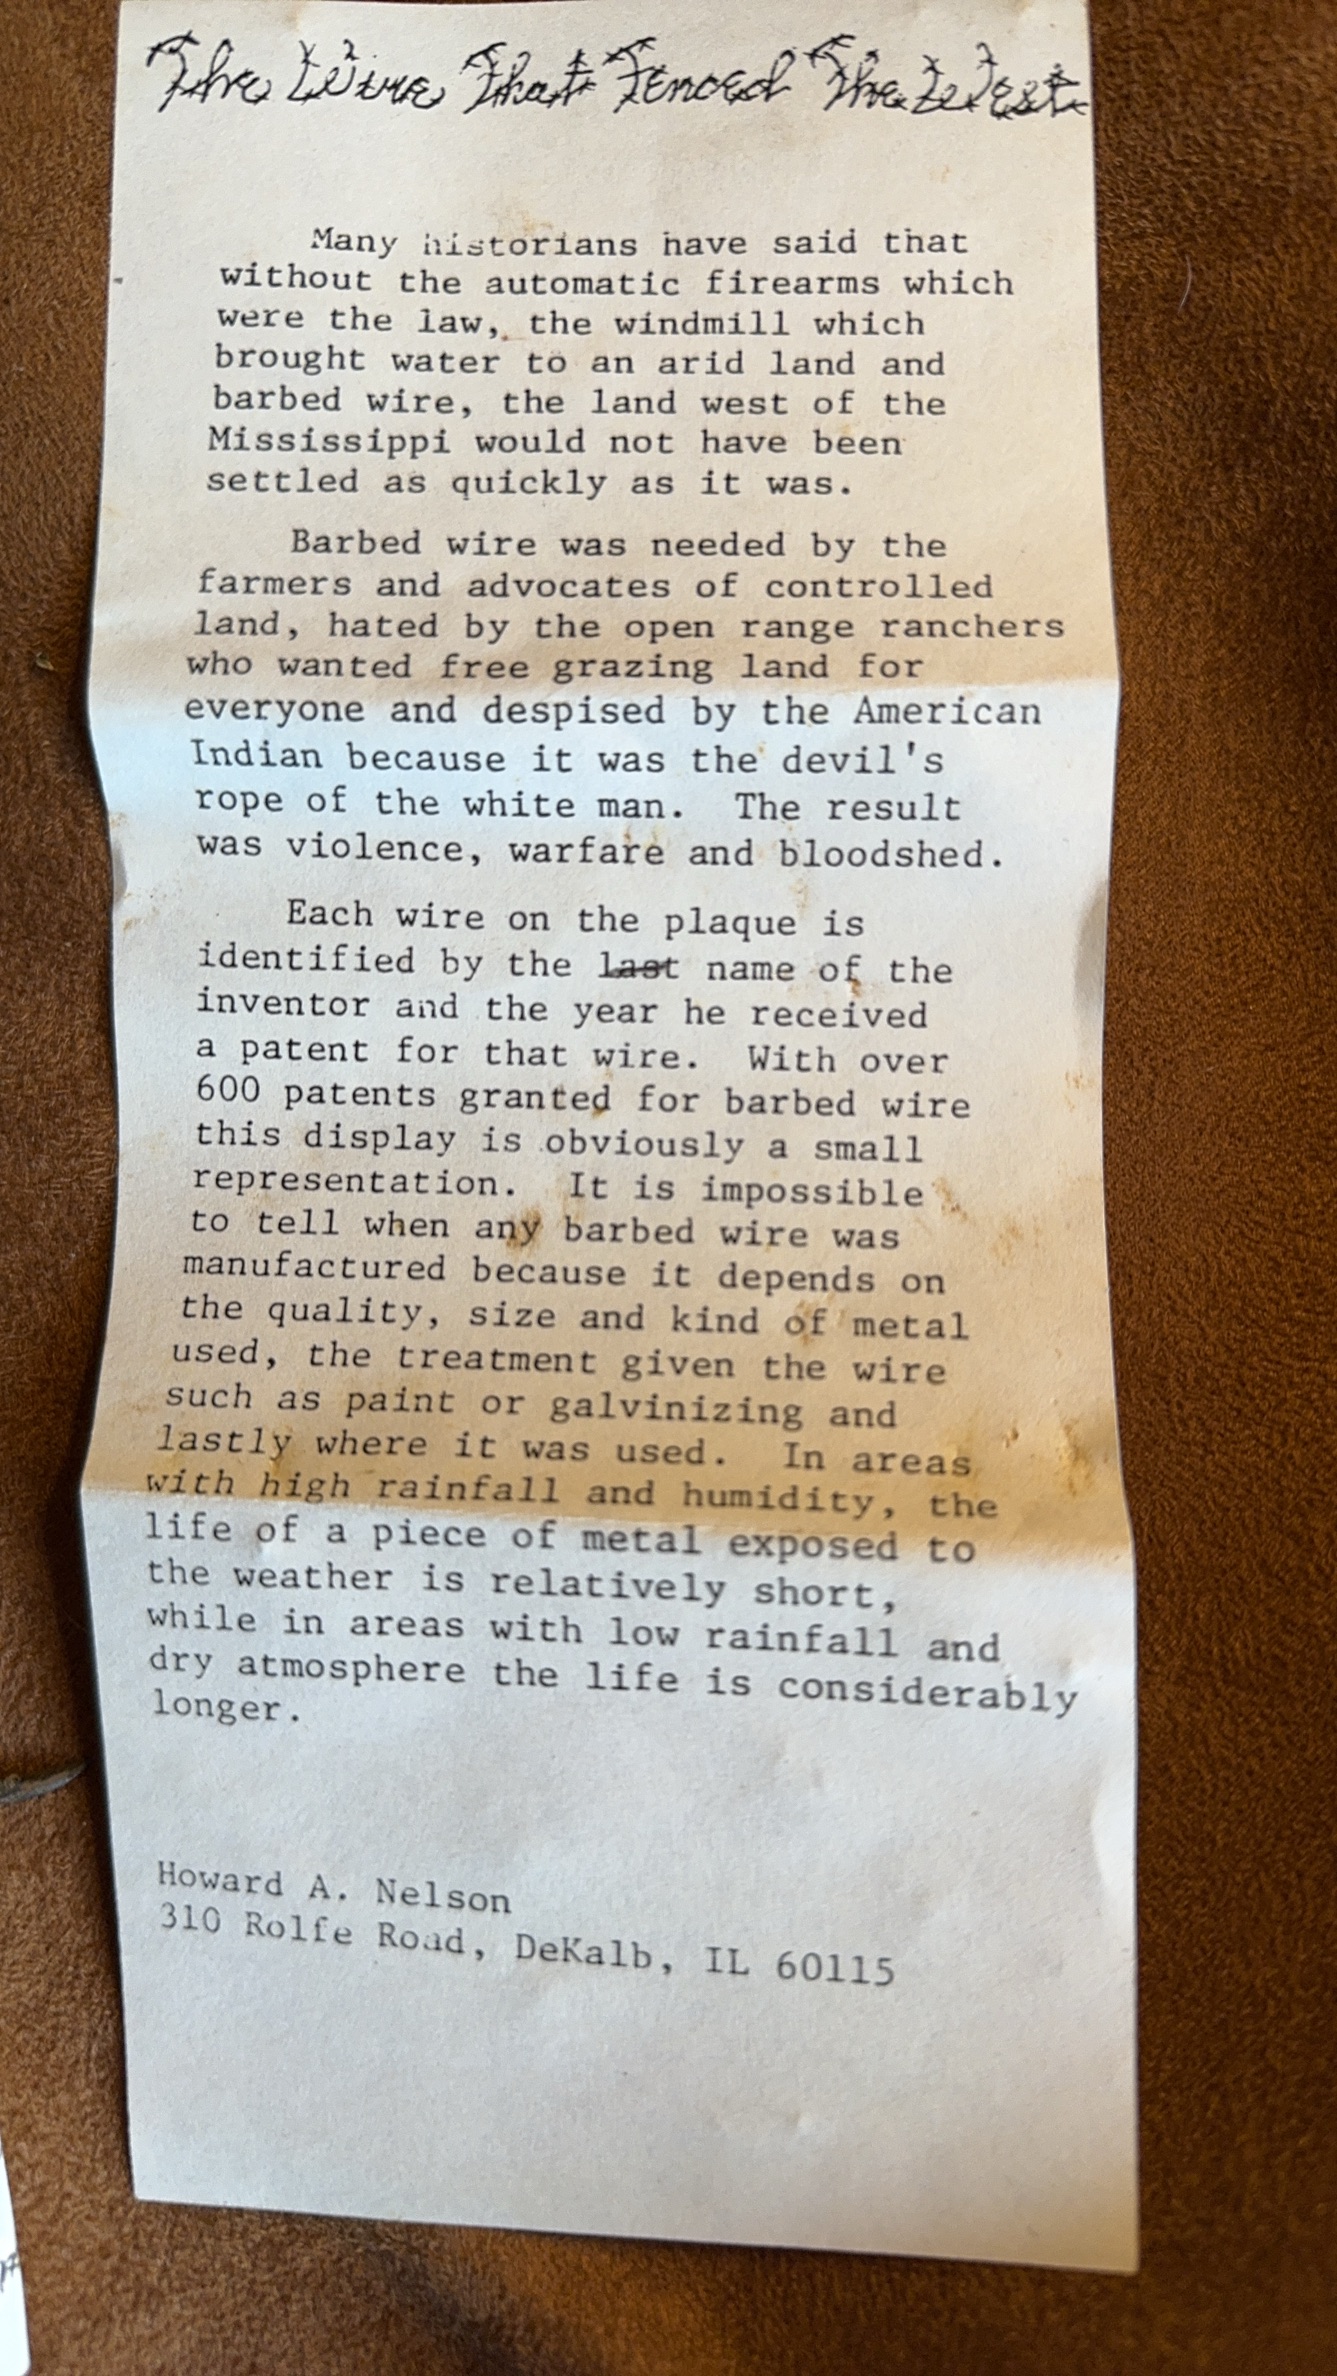 The Wire That Fenced The West
Many historians have said that
without the automatic firearms which
were the law, the windmill which
brought water to an arid land and
barbed wire, the land west of the
Mississippi would not have been
settled as quickly as it was.
Barbed wire was needed by the
farmers and advocates of controlled
land, hated by the open range ranchers
who wanted free grazing land for
everyone and despised by the American
Indian because it was the devil's
rope of the white man. The result
was violence, warfare and bloodshed.
Each wire on the plaque is
identified by the last name of the
inventor and the year he received
a patent for that wire. With over
600 patents granted for barbed wire
this display is obviously a small
representation. It is impossible
to tell when any barbed wire was
manufactured because it depends on
the quality, size and kind of metal
used, the treatment given the wire
such as paint or galvinizing and
lastly where it was used. In areas
with high rainfall and humidity, the
life of a piece of metal exposed to
the weather is relatively short,
while in areas with low rainfall and
dry atmosphere the life is considerably
longer.
Howard A. Nelson
310 Rolfe Road, DeKalb, IL 60115